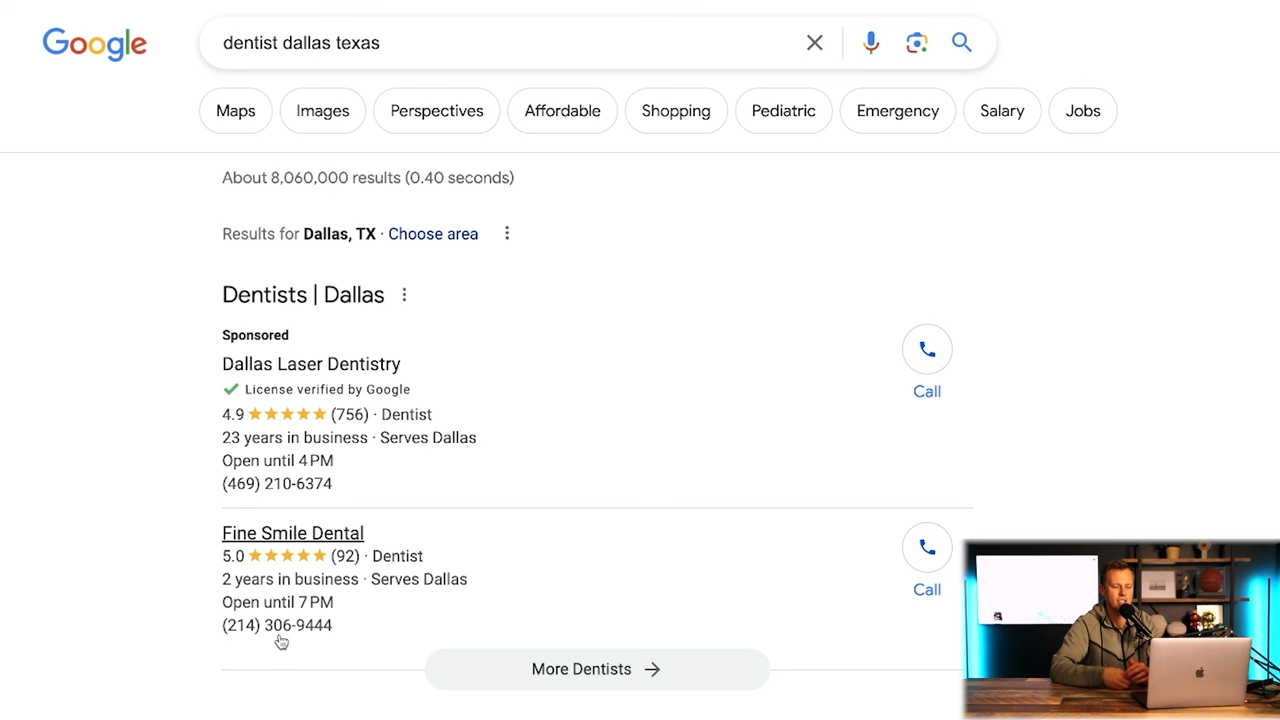 Google
dentist dallas texas
Maps
Images
Perspectives
Affordable
Shopping
Pediatric
Emergency
Salary
Jobs
About 8,060,000 results (0.40 seconds)
Results for Dallas, TX · Choose area
Dentists | Dallas
Sponsored
Dallas Laser Dentistry
License verified by Google
4.9 ★★★★★ (756) · Dentist
23 years in business · Serves Dallas
Open until 4 PM
(469) 210-6374
Call
Fine Smile Dental
5.0 ★★★★★ (92) · Dentist
2 years in business · Serves Dallas
Open until 7 PM
(214) 306-9444
Call
More Dentists →